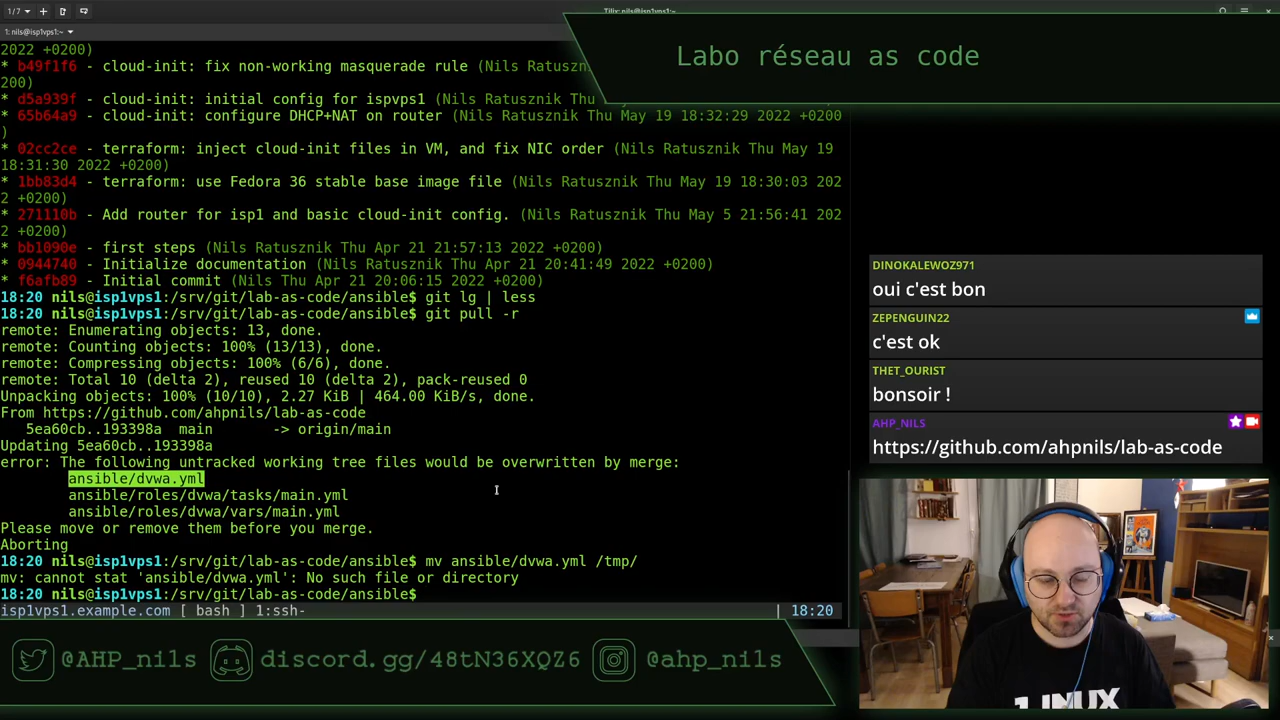 1/7
Tilix: nils@isp1vps1:~
1: nils@isp1vps1:~
Labo réseau as code
2022 +0200)
* b49f1f6 - cloud-init: fix non-working masquerade rule (Nils Ratuszn
200)
* d5a939f - cloud-init: initial config for ispvps1 (Nils Ratusznik Thu
* 65b64a9 - cloud-init: configure DHCP+NAT on router (Nils Ratusznik Thu May 19 18:32:29 2022 +0200
)
* 02cc2ce - terraform: inject cloud-init files in VM, and fix NIC order (Nils Ratusznik Thu May 19
18:31:30 2022 +0200)
* 1bb83d4 - terraform: use Fedora 36 stable base image file (Nils Ratusznik Thu May 19 18:30:03 202
2 +0200)
* 271110b - Add router for isp1 and basic cloud-init config. (Nils Ratusznik Thu May 5 21:56:41 202
2 +0200)
* bb1090e - first steps (Nils Ratusznik Thu Apr 21 21:57:13 2022 +0200)
* 0944740 - Initialize documentation (Nils Ratusznik Thu Apr 21 20:41:49 2022 +0200)
* f6afb89 - Initial commit (Nils Ratusznik Thu Apr 21 20:06:15 2022 +0200)
18:20 nils@isp1vps1:/srv/git/lab-as-code/ansible$ git lg | less
18:20 nils@isp1vps1:/srv/git/lab-as-code/ansible$ git pull -r
remote: Enumerating objects: 13, done.
remote: Counting objects: 100% (13/13), done.
remote: Compressing objects: 100% (6/6), done.
remote: Total 10 (delta 2), reused 10 (delta 2), pack-reused 0
Unpacking objects: 100% (10/10), 2.27 KiB | 464.00 KiB/s, done.
From https://github.com/ahpnils/lab-as-code
5ea60cb..193398a main -> origin/main
Updating 5ea60cb..193398a
error: The following untracked working tree files would be overwritten by merge:
ansible/dvwa.yml
ansible/roles/dvwa/tasks/main.yml
ansible/roles/dvwa/vars/main.yml
Please move or remove them before you merge.
Aborting
18:20 nils@isp1vps1:/srv/git/lab-as-code/ansible$ mv ansible/dvwa.yml /tmp/
mv: cannot stat 'ansible/dvwa.yml': No such file or directory
18:20 nils@isp1vps1:/srv/git/lab-as-code/ansible$
isp1vps1.example.com [ bash ] 1:ssh- | 18:20
DINOKALEWOZ971
oui c'est bon
ZEPENGUIN22
c'est ok
THET_OURIST
bonsoir !
AHP_NILS
https://github.com/ahpnils/lab-as-code
LINUX
@AHP_nils
discord.gg/48tN36XQZ6
@ahp_nils